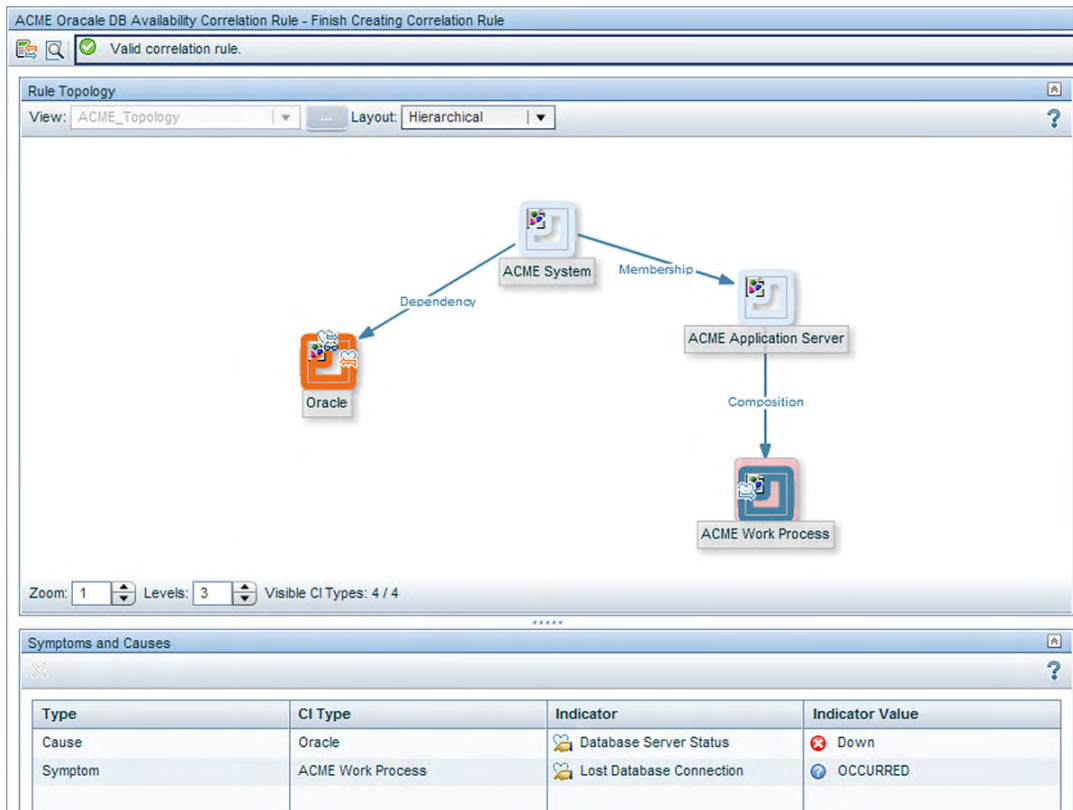 ACME Oracale DB Availability Correlation Rule - Finish Creating Correlation Rule
Valid correlation rule.
Rule Topology
View: ACME_Topology ... Layout: Hierarchical ?
ACME System
Membership
Dependency
ACME Application Server
Oracle
Composition
ACME Work Process
Zoom: 1 Levels: 3 Visible CI Types: 4 / 4
Symptoms and Causes
?
Type CI Type Indicator Indicator Value
Cause Oracle Database Server Status Down
Symptom ACME Work Process Lost Database Connection OCCURRED